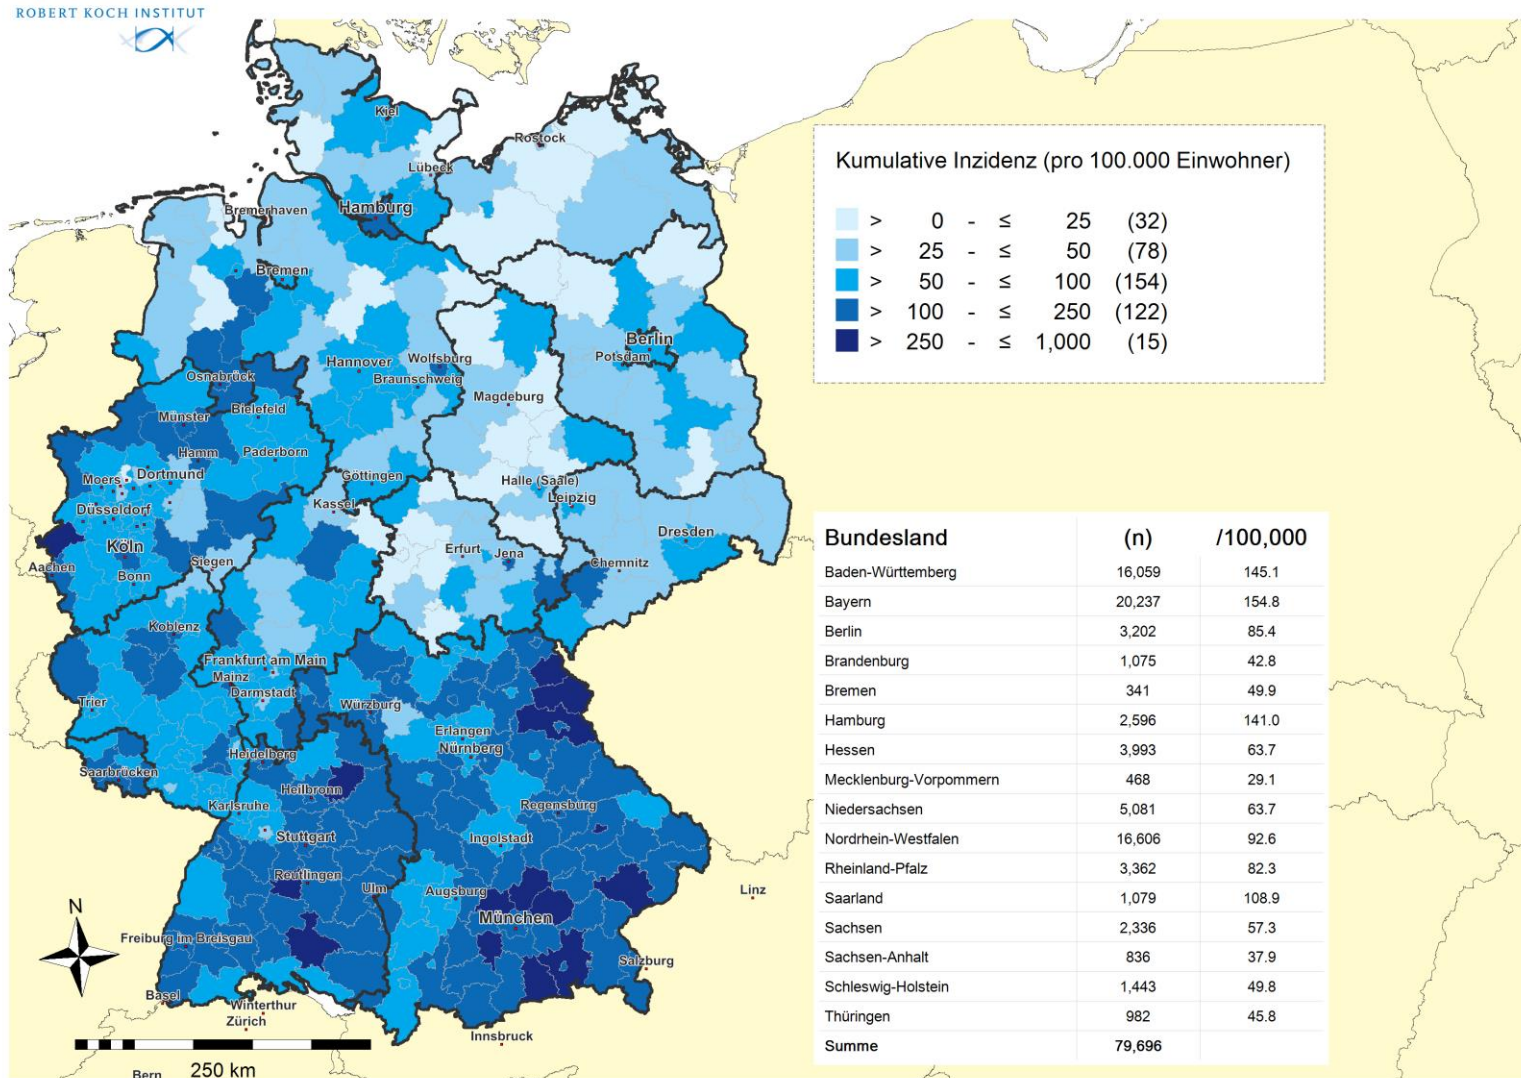 ROBERT KOCH INSTITUT
Kiel
Rostock
Lübeck
Hamburg
Bremerhaven
Bremen
Berlin
Potsdam
Hannover
Wolfsburg
Braunschweig
Osnabrück
Magdeburg
Münster
Bielefeld
Hamm
Paderborn
Moers
Dortmund
Göttingen
Halle (Saale)
Leipzig
Kassel
Düsseldorf
Dresden
Köln
Erfurt
Jena
Chemnitz
Aachen
Siegen
Bonn
Koblenz
Frankfurt am Main
Mainz
Darmstadt
Trier
Würzburg
Erlangen
Nürnberg
Heidelberg
Saarbrücken
Heilbronn
Karlsruhe
Regensburg
Stuttgart
Ingolstadt
Reutlingen
Ulm
Augsburg
Linz
München
Freiburg im Breisgau
Salzburg
Basel
Winterthur
Zürich
Innsbruck
Bern
N
250 km
Kumulative Inzidenz (pro 100.000 Einwohner)
> 0 - ≤ 25 (32)
> 25 - ≤ 50 (78)
> 50 - ≤ 100 (154)
> 100 - ≤ 250 (122)
> 250 - ≤ 1,000 (15)
Bundesland (n) /100,000
Baden-Württemberg 16,059 145.1
Bayern 20,237 154.8
Berlin 3,202 85.4
Brandenburg 1,075 42.8
Bremen 341 49.9
Hamburg 2,596 141.0
Hessen 3,993 63.7
Mecklenburg-Vorpommern 468 29.1
Niedersachsen 5,081 63.7
Nordrhein-Westfalen 16,606 92.6
Rheinland-Pfalz 3,362 82.3
Saarland 1,079 108.9
Sachsen 2,336 57.3
Sachsen-Anhalt 836 37.9
Schleswig-Holstein 1,443 49.8
Thüringen 982 45.8
Summe 79,696